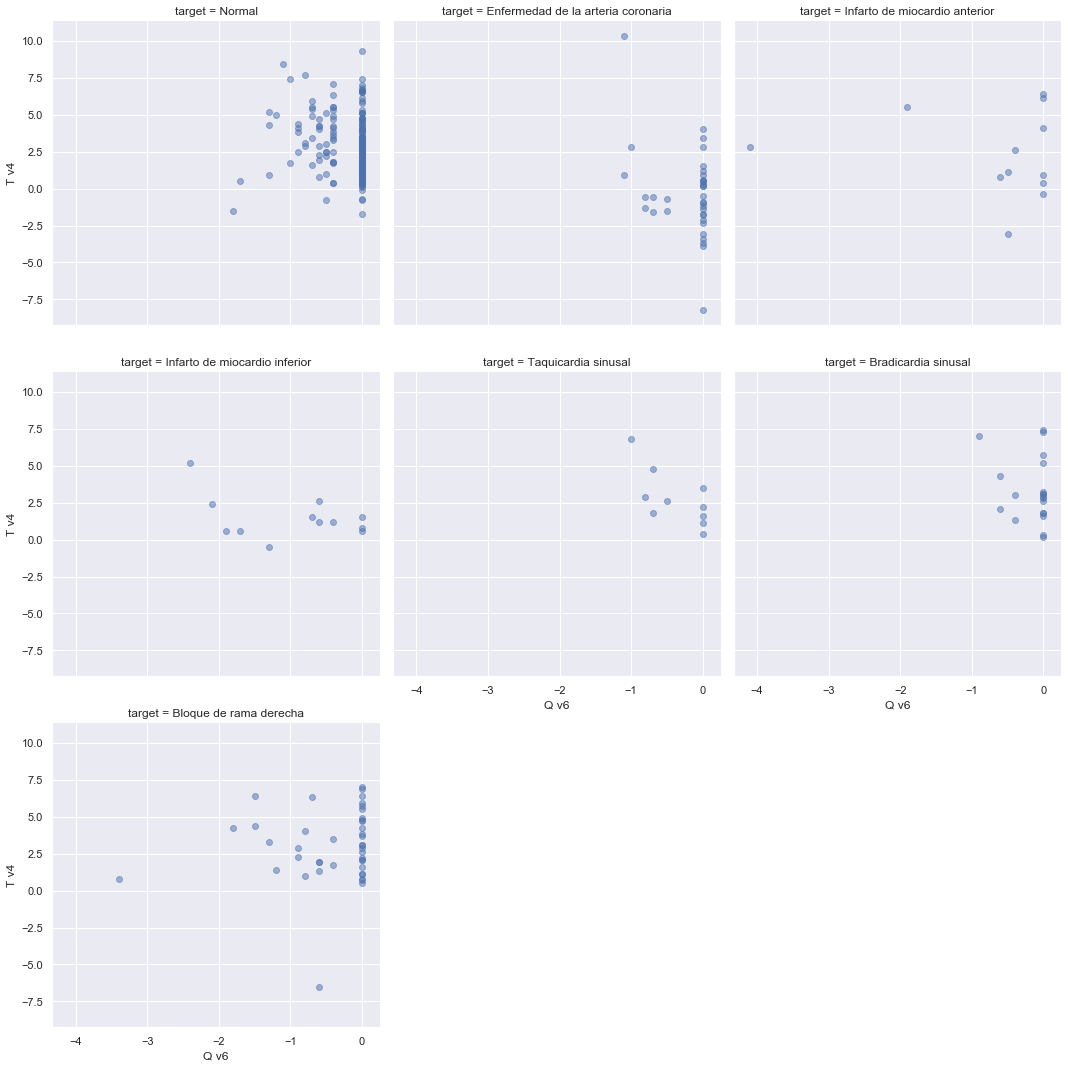 target = Normal
target = Enfermedad de la arteria coronaria
target = Infarto de miocardio anterior
10.0
7.5
5.0
2.5
0.0
−2.5
−5.0
−7.5
T v4
target = Infarto de miocardio inferior
target = Taquicardia sinusal
target = Bradicardia sinusal
10.0
7.5
5.0
2.5
0.0
−2.5
−5.0
−7.5
T v4
−4 −3 −2 −1 0
Q v6
−4 −3 −2 −1 0
Q v6
target = Bloque de rama derecha
10.0
7.5
5.0
2.5
0.0
−2.5
−5.0
−7.5
T v4
−4 −3 −2 −1 0
Q v6